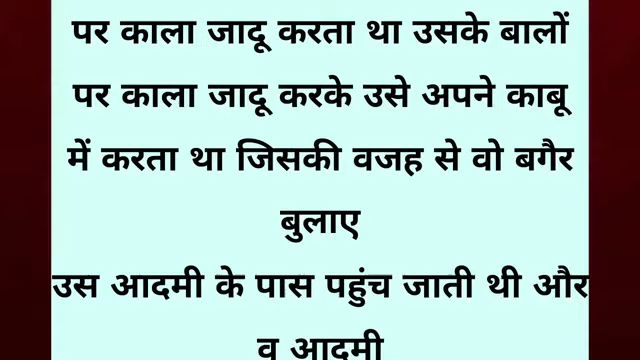 पर काला जादू करता था उसके बालों
पर काला जादू करके उसे अपने काबू
में करता था जिसकी वजह से वो बगैर
बुलाए
उस आदमी के पास पहुंच जाती थी और
व आदमी